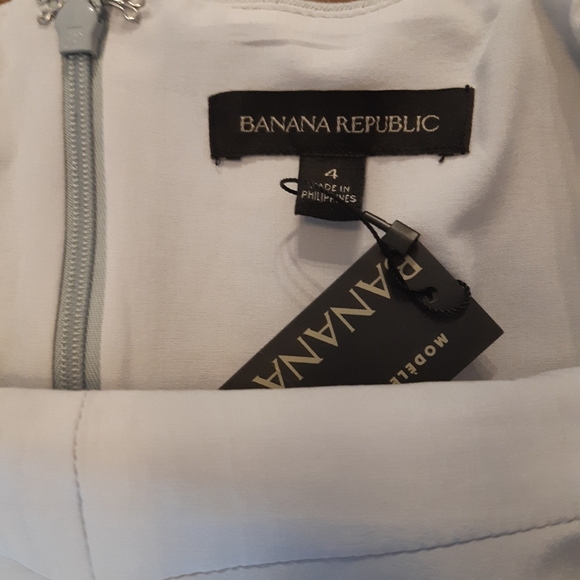 BANANA REPUBLIC
4
MADE IN
PHILIPPINES
BANANA
MODÈLE